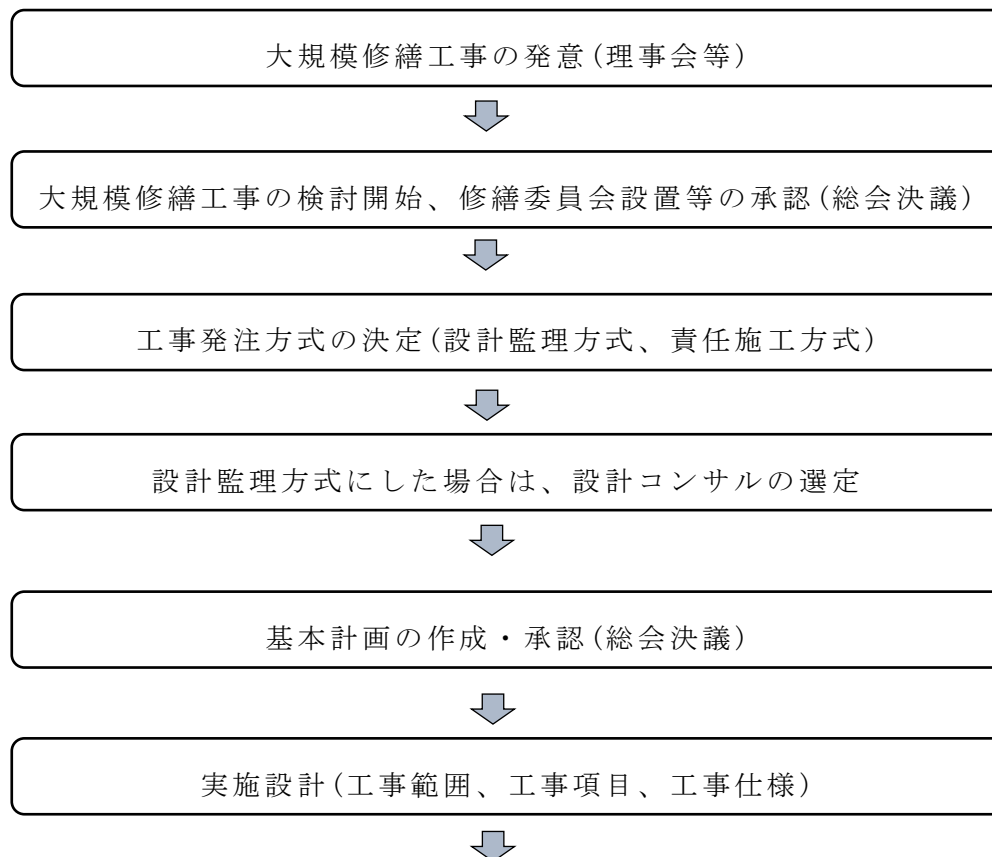 大規模修繕工事の発意(理事会等)
大規模修繕工事の検討開始、修繕委員会設置等の承認(総会決議)
工事発注方式の決定(設計監理方式、責任施工方式)
設計監理方式にした場合は、設計コンサルの選定
基本計画の作成・承認(総会決議)
実施設計(工事範囲、工事項目、工事仕様)